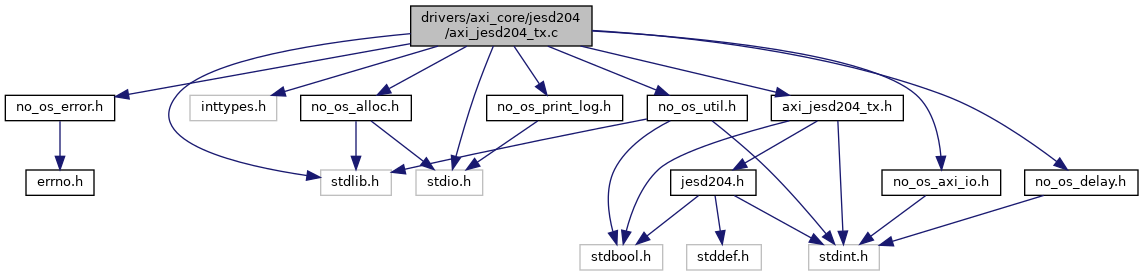 drivers/axi_core/jesd204
/axi_jesd204_tx.c
no_os_error.h
inttypes.h
no_os_alloc.h
no_os_print_log.h
no_os_util.h
axi_jesd204_tx.h
errno.h
stdlib.h
stdio.h
jesd204.h
no_os_axi_io.h
no_os_delay.h
stdbool.h
stddef.h
stdint.h